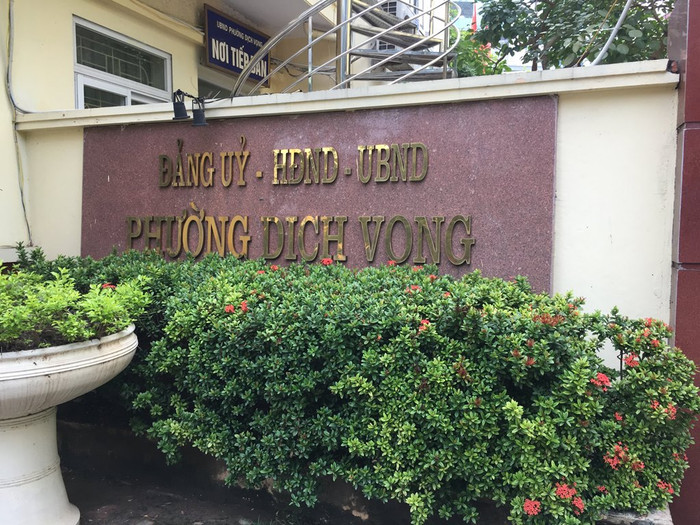 UBND PHƯỜNG DỊCH VỌNG
NƠI TIẾP DÂN
ĐẢNG UỶ - HĐND - UBND
PHƯỜNG DỊCH VỌNG